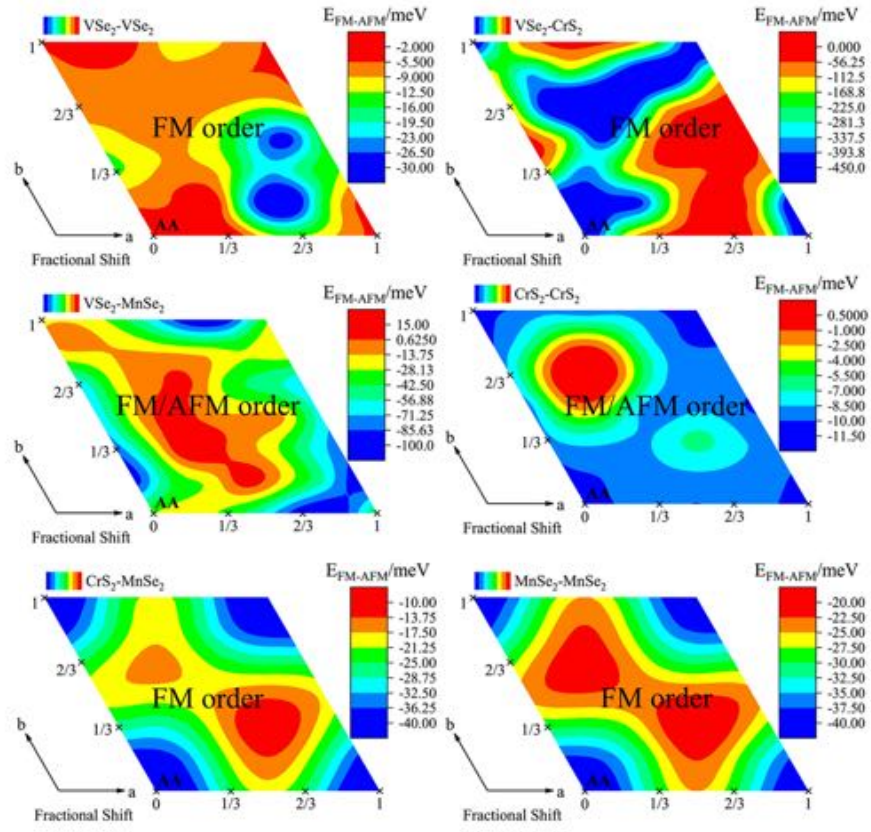 VSe₂-VSe₂
E_FM-AFM/meV
1
2/3
1/3
FM order
AA
b
a
0
1/3
2/3
1
Fractional Shift
-2.000
-5.500
-9.000
-12.50
-16.00
-19.50
-23.00
-26.50
-30.00
VSe₂-CrS₂
E_FM-AFM/meV
1
2/3
1/3
FM order
AA
b
a
0
1/3
2/3
1
Fractional Shift
0.000
-56.25
-112.5
-168.8
-225.0
-281.3
-337.5
-393.8
-450.0
VSe₂-MnSe₂
E_FM-AFM/meV
1
2/3
1/3
FM/AFM order
AA
b
a
0
1/3
2/3
1
Fractional Shift
15.00
0.6250
-13.75
-28.13
-42.50
-56.88
-71.25
-85.63
-100.0
CrS₂-CrS₂
E_FM-AFM/meV
1
2/3
1/3
FM/AFM order
AA
b
a
0
1/3
2/3
1
Fractional Shift
0.5000
-1.000
-2.500
-4.000
-5.500
-7.000
-8.500
-10.00
-11.50
CrS₂-MnSe₂
E_FM-AFM/meV
1
2/3
1/3
FM order
AA
b
a
0
1/3
2/3
1
Fractional Shift
-10.00
-13.75
-17.50
-21.25
-25.00
-28.75
-32.50
-36.25
-40.00
MnSe₂-MnSe₂
E_FM-AFM/meV
1
2/3
1/3
FM order
AA
b
a
0
1/3
2/3
1
Fractional Shift
-20.00
-22.50
-25.00
-27.50
-30.00
-32.50
-35.00
-37.50
-40.00